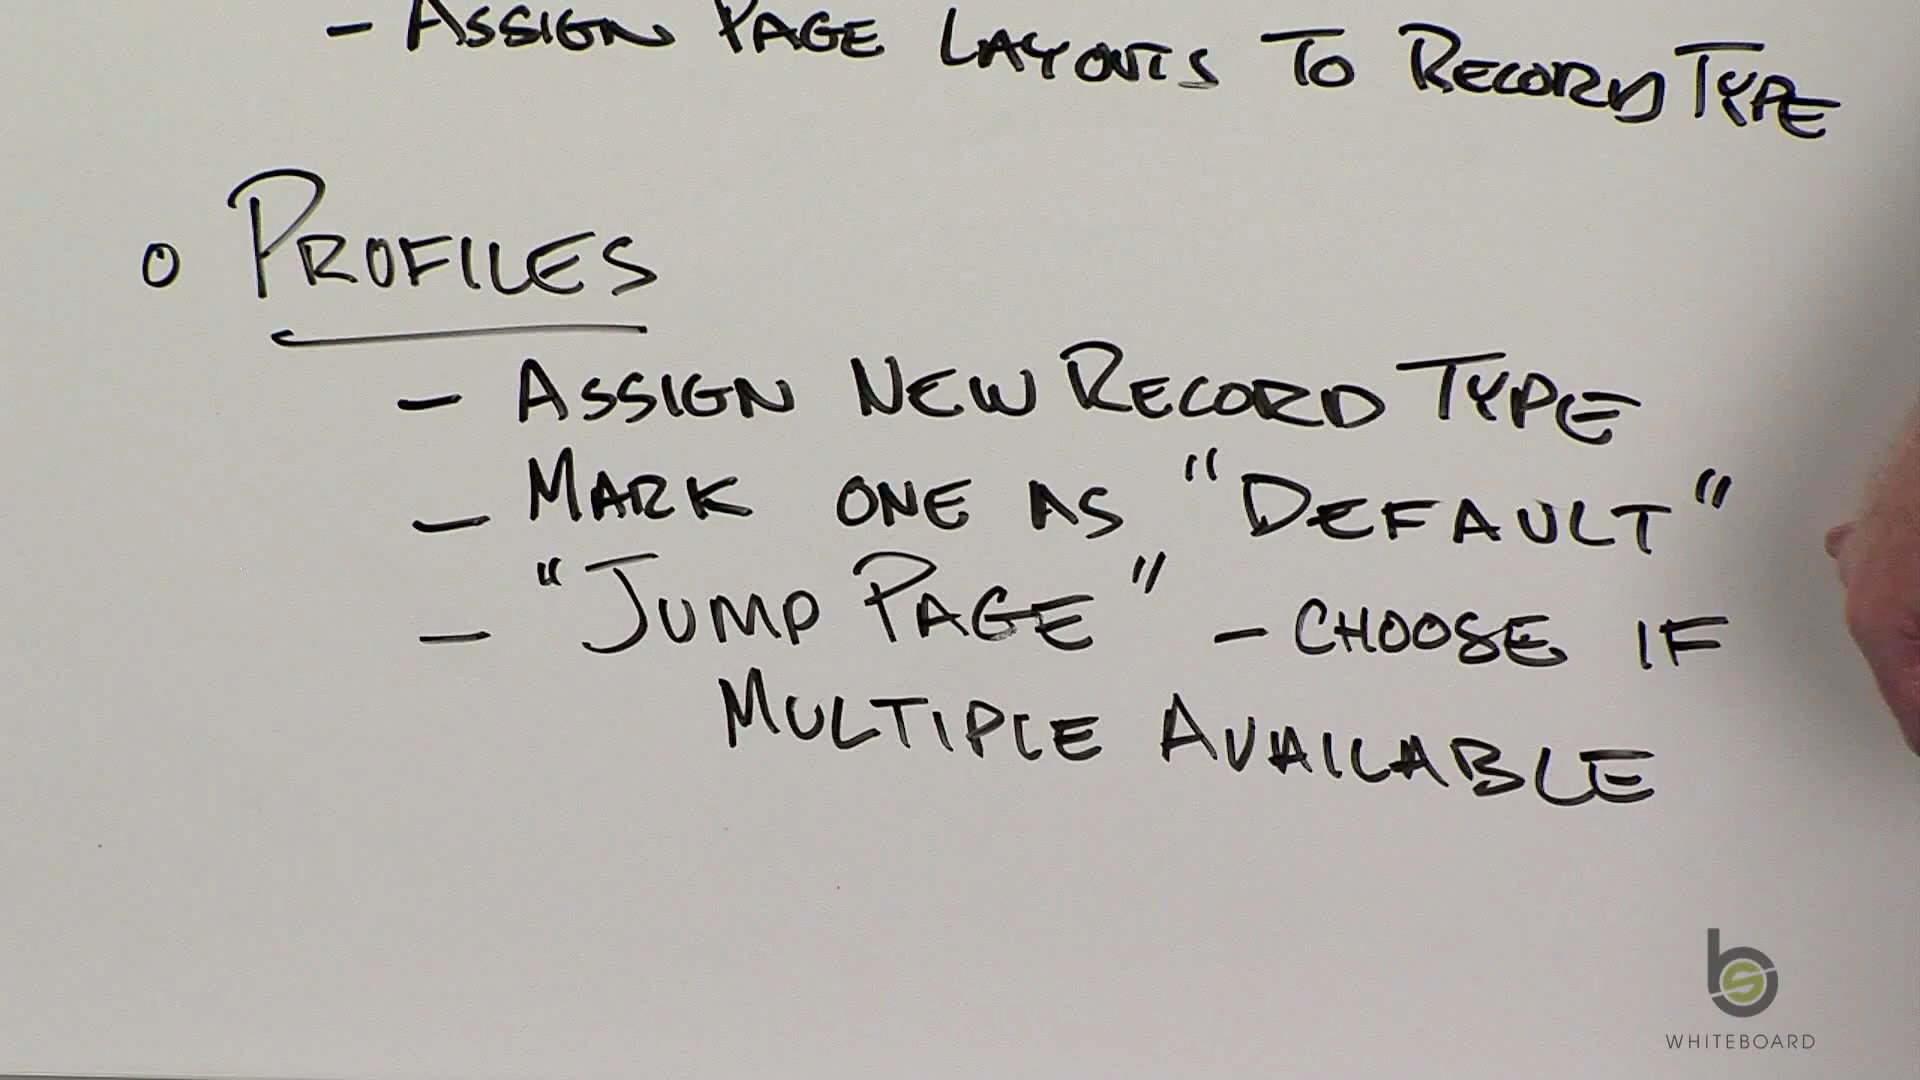 - ASSIGN PAGE LAYOUTS TO RECORD TYPE
o PROFILES
- ASSIGN NEW RECORD TYPE
- MARK ONE AS "DEFAULT"
- "JUMP PAGE" - CHOOSE IF
MULTIPLE AVAILABLE
bs
WHITEBOARD